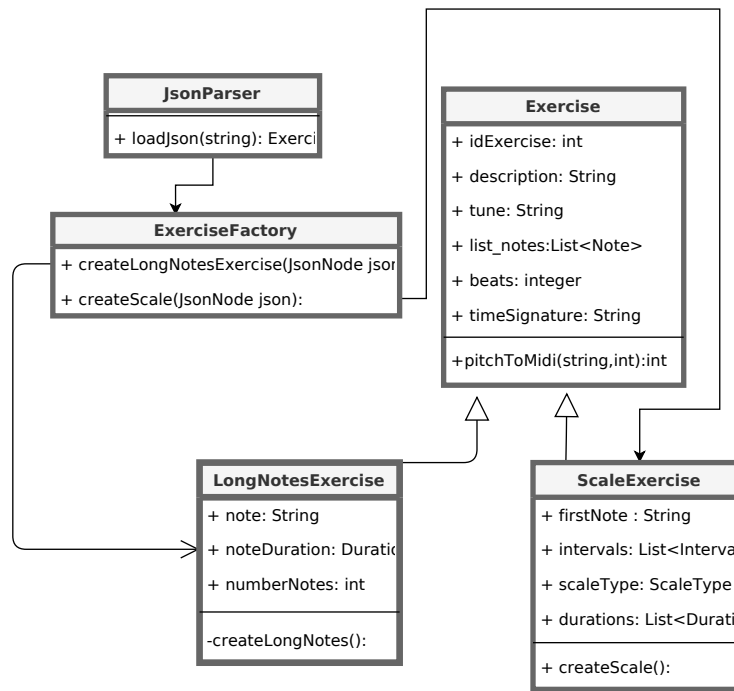 JsonParser
+ loadJson(string): Exerci
ExerciseFactory
+ createLongNotesExercise(JsonNode json
+ createScale(JsonNode json):
Exercise
+ idExercise: int
+ description: String
+ tune: String
+ list_notes:List<Note>
+ beats: integer
+ timeSignature: String
+pitchToMidi(string,int):int
LongNotesExercise
+ note: String
+ noteDuration: Duratio
+ numberNotes: int
-createLongNotes():
ScaleExercise
+ firstNote : String
+ intervals: List<Interva
+ scaleType: ScaleType
+ durations: List<Durati
+ createScale():